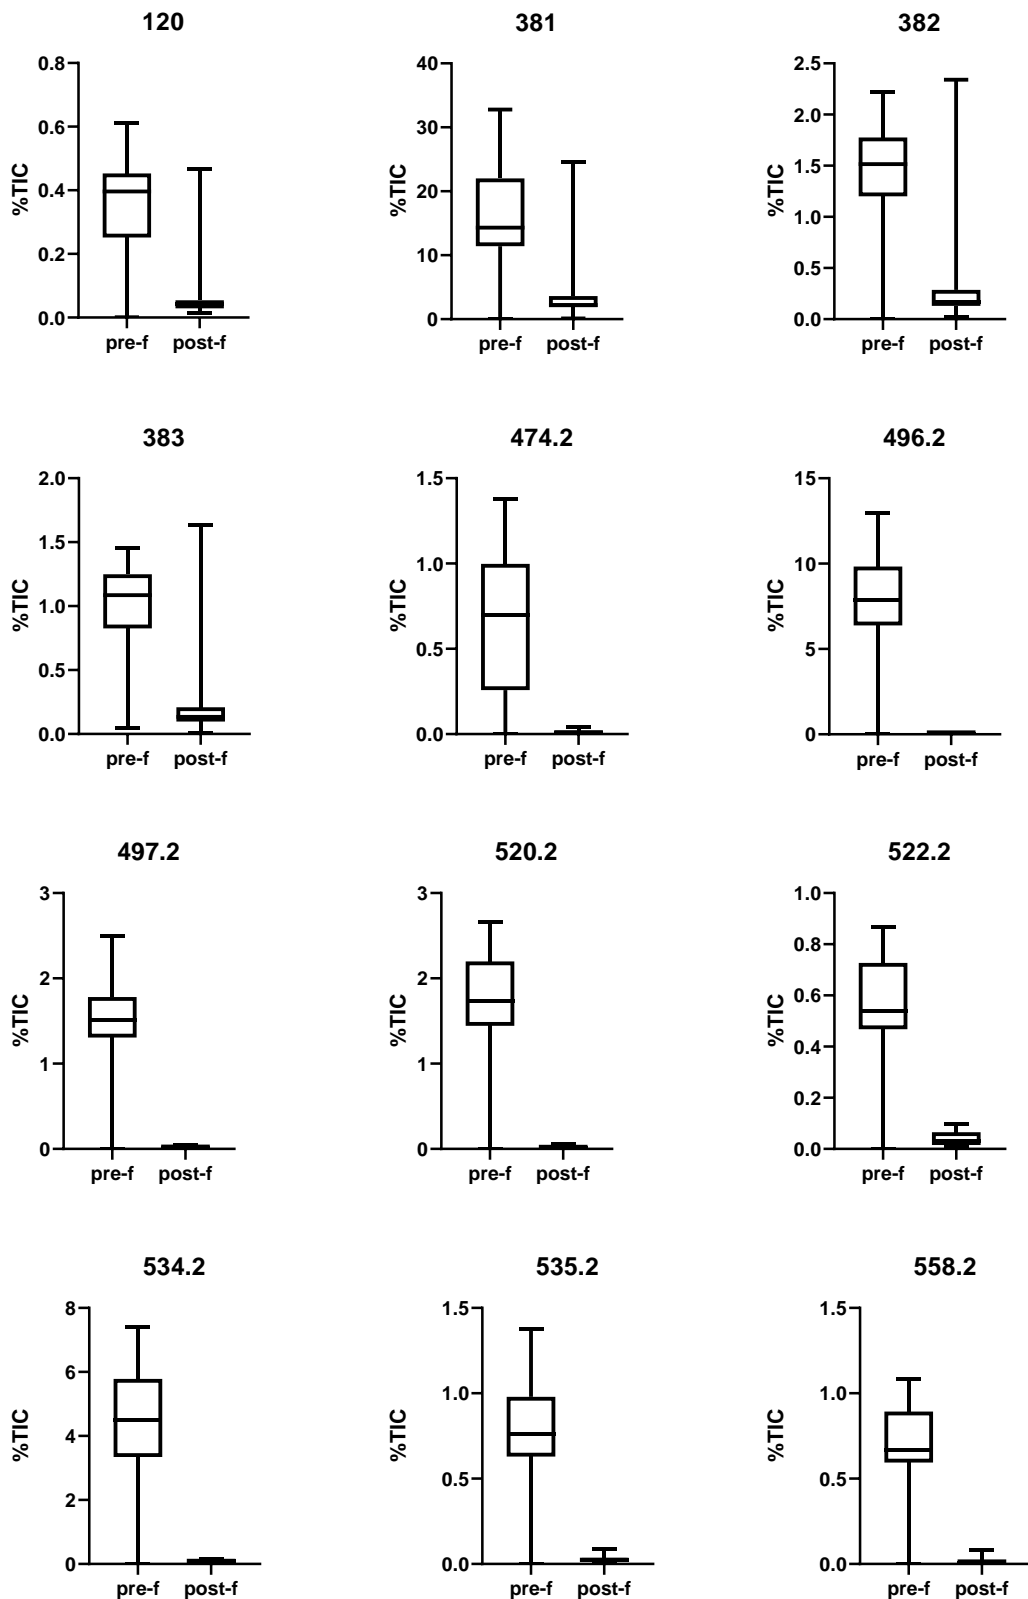 120
%TIC
0.8
0.6
0.4
0.2
0.0
pre-f post-f
381
%TIC
40
30
20
10
0
pre-f post-f
382
%TIC
2.5
2.0
1.5
1.0
0.5
0.0
pre-f post-f
383
%TIC
2.0
1.5
1.0
0.5
0.0
pre-f post-f
474.2
%TIC
1.5
1.0
0.5
0.0
pre-f post-f
496.2
%TIC
15
10
5
0
pre-f post-f
497.2
%TIC
3
2
1
0
pre-f post-f
520.2
%TIC
3
2
1
0
pre-f post-f
522.2
%TIC
1.0
0.8
0.6
0.4
0.2
0.0
pre-f post-f
534.2
%TIC
8
6
4
2
0
pre-f post-f
535.2
%TIC
1.5
1.0
0.5
0.0
pre-f post-f
558.2
%TIC
1.5
1.0
0.5
0.0
pre-f post-f